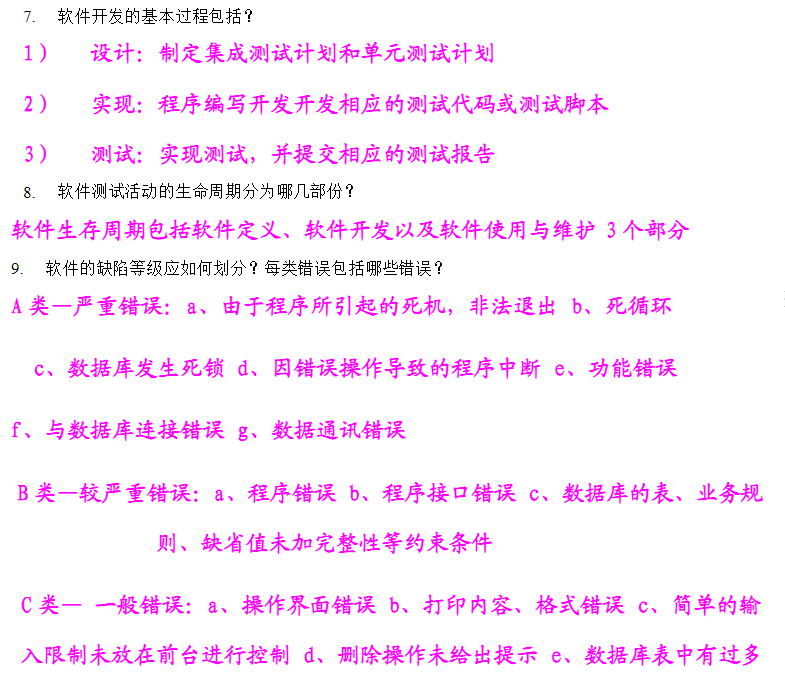 7. 软件开发的基本过程包括？
1） 设计：制定集成测试计划和单元测试计划
2） 实现：程序编写开发开发相应的测试代码或测试脚本
3） 测试：实现测试，并提交相应的测试报告
8. 软件测试活动的生命周期分为哪几部份？
软件生存周期包括软件定义、软件开发以及软件使用与维护 3 个部分
9. 软件的缺陷等级应如何划分？每类错误包括哪些错误？
A 类—严重错误：a、由于程序所引起的死机，非法退出 b、死循环
c、数据库发生死锁 d、因错误操作导致的程序中断 e、功能错误
f、与数据库连接错误 g、数据通讯错误
B 类—较严重错误：a、程序错误 b、程序接口错误 c、数据库的表、业务规
则、缺省值未加完整性等约束条件
C 类— 一般错误：a、操作界面错误 b、打印内容、格式错误 c、简单的输
入限制未放在前台进行控制 d、删除操作未给出提示 e、数据库表中有过多